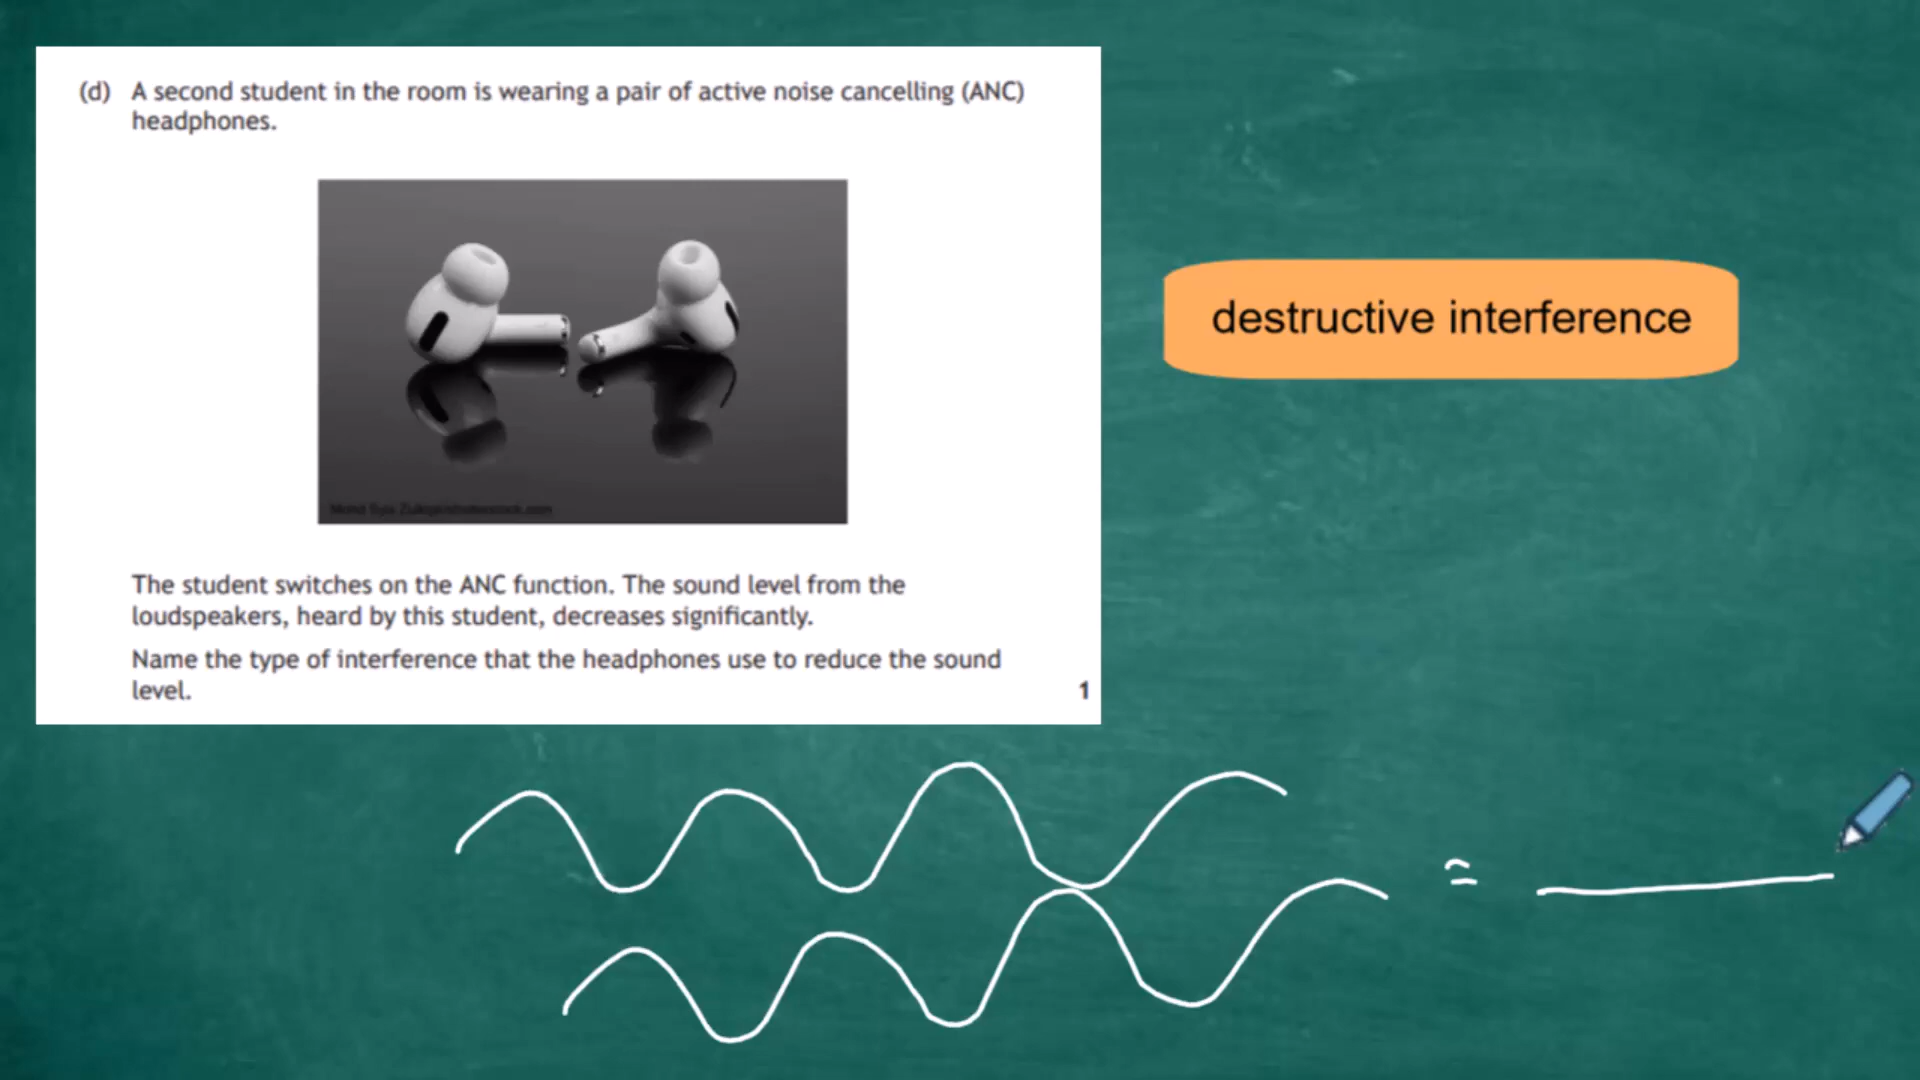 (d) A second student in the room is wearing a pair of active noise cancelling (ANC)
headphones.
destructive interference
The student switches on the ANC function. The sound level from the
loudspeakers, heard by this student, decreases significantly.
Name the type of interference that the headphones use to reduce the sound
level.
1
=